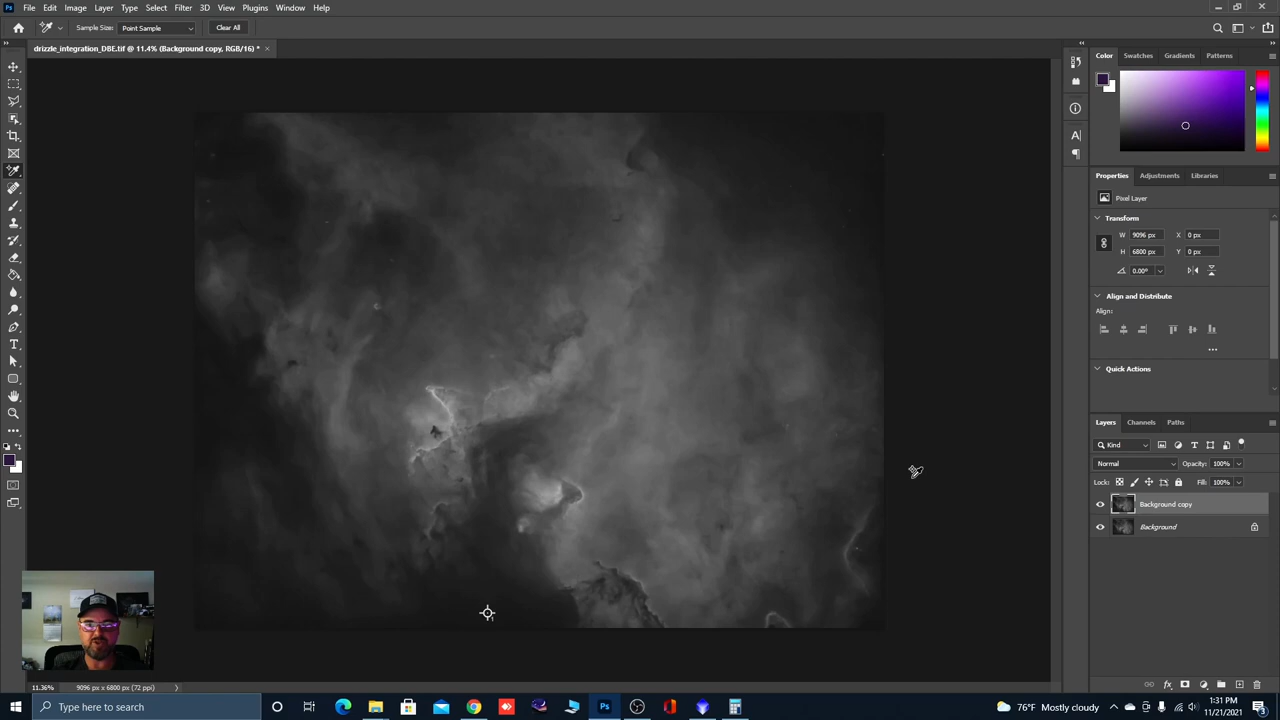 Ps File Edit Image Layer Type Select Filter 3D View Plugins Window Help
Sample Size: Point Sample Clear All
drizzle_integration_DBE.tif @ 11.4% (Background copy, RGB/16) *
Color Swatches Gradients Patterns
Properties Adjustments Libraries
Pixel Layer
Transform
W 9096 px X 0 px
H 6800 px Y 0 px
0.00°
Align and Distribute
Align:
Quick Actions
Layers Channels Paths
Kind
Normal Opacity: 100%
Lock: Fill: 100%
Background copy
Background
1
11.36% 9096 px x 6800 px (72 ppi)
Type here to search
Ps
76°F Mostly cloudy
1:31 PM
11/21/2021
3